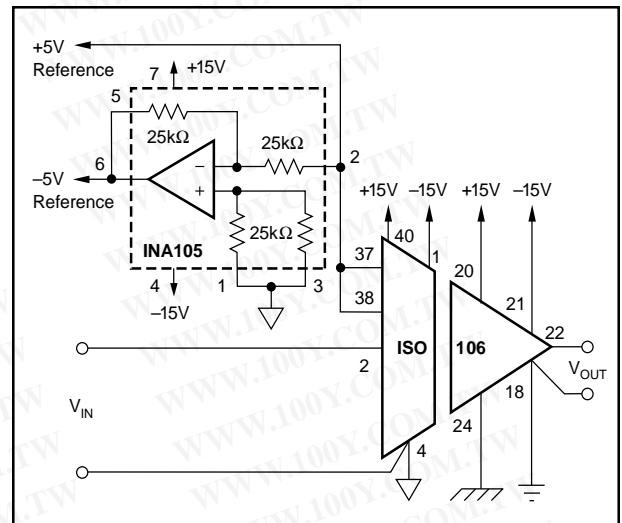 +5V
Reference
7
+15V
5
25kΩ
25kΩ
2
6
−
+
–5V
Reference
25kΩ
INA105
4
1
3
–15V
+15V
–15V
+15V
–15V
40
1
37
38
20
21
22
2
ISO
106
VOUT
18
VIN
4
24
WWW.100Y.COM.TW